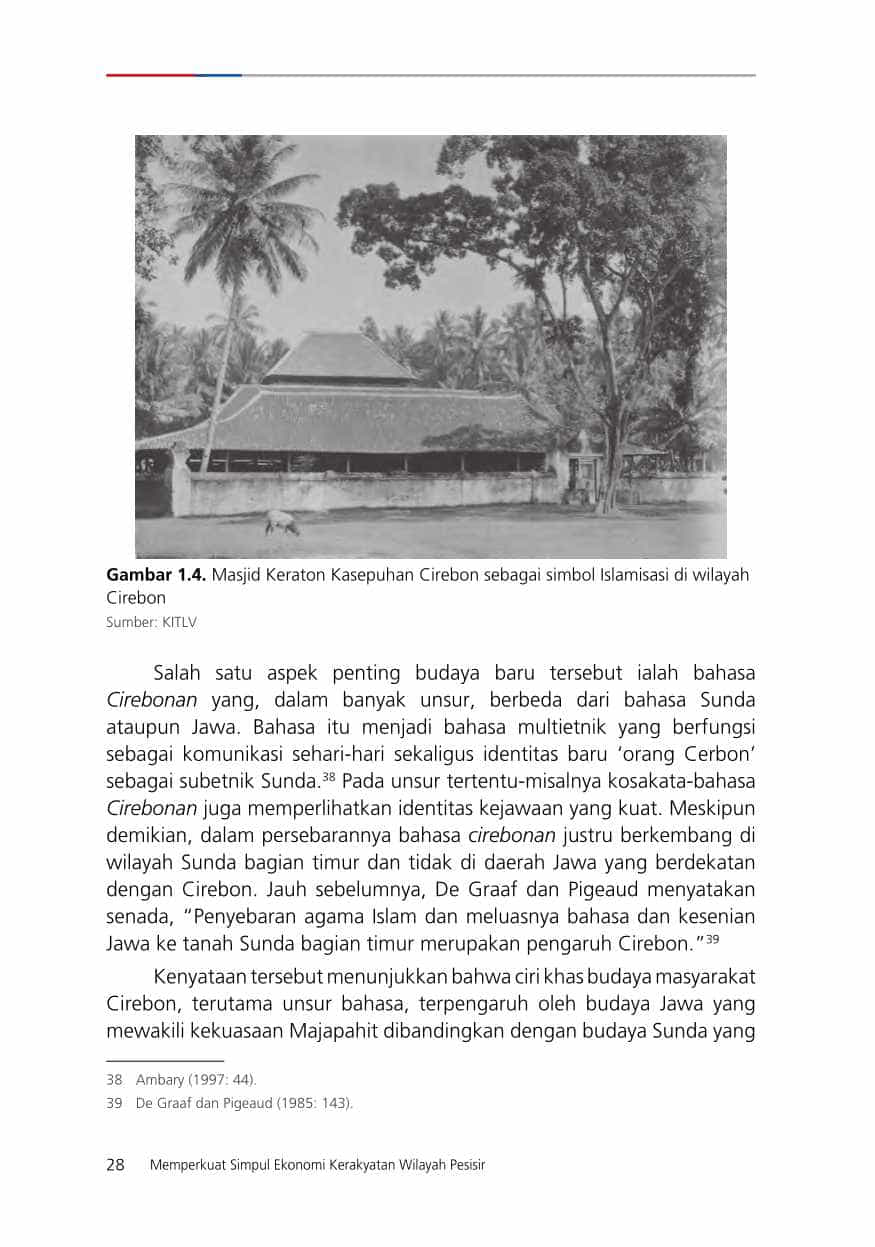 Gambar 1.4. Masjid Keraton Kasepuhan Cirebon sebagai simbol Islamisasi di wilayah
Cirebon
Sumber: KITLV
Salah satu aspek penting budaya baru tersebut ialah bahasa
Cirebonan yang, dalam banyak unsur, berbeda dari bahasa Sunda
ataupun Jawa. Bahasa itu menjadi bahasa multietnik yang berfungsi
sebagai komunikasi sehari-hari sekaligus identitas baru ‘orang Cerbon’
sebagai subetnik Sunda.38 Pada unsur tertentu-misalnya kosakata-bahasa
Cirebonan juga memperlihatkan identitas kejawaan yang kuat. Meskipun
demikian, dalam persebarannya bahasa cirebonan justru berkembang di
wilayah Sunda bagian timur dan tidak di daerah Jawa yang berdekatan
dengan Cirebon. Jauh sebelumnya, De Graaf dan Pigeaud menyatakan
senada, “Penyebaran agama Islam dan meluasnya bahasa dan kesenian
Jawa ke tanah Sunda bagian timur merupakan pengaruh Cirebon.”39
Kenyataan tersebut menunjukkan bahwa ciri khas budaya masyarakat
Cirebon, terutama unsur bahasa, terpengaruh oleh budaya Jawa yang
mewakili kekuasaan Majapahit dibandingkan dengan budaya Sunda yang
38 Ambary (1997: 44).
39 De Graaf dan Pigeaud (1985: 143).
28 Memperkuat Simpul Ekonomi Kerakyatan Wilayah Pesisir